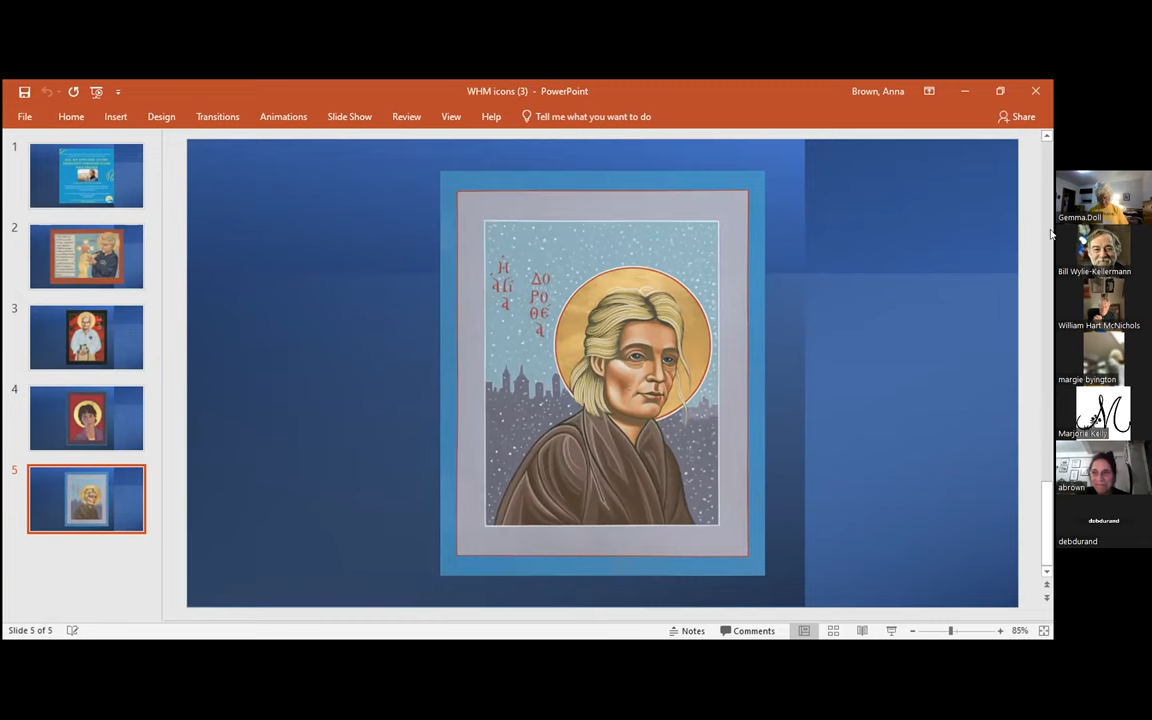 WHM icons (3) - PowerPoint
Brown, Anna
File Home Insert Design Transitions Animations Slide Show Review View Help Tell me what you want to do Share
1
2
3
4
5
ἡ
ἁγί
α
ΔΟ
ΡΟ
ΘΈ
α
Gemma.Doll
Bill Wylie-Kellermann
William Hart McNichols
margie byington
M
Marjorie Kelly
abrown
debdurand
debdurand
Slide 5 of 5
Notes Comments 85%